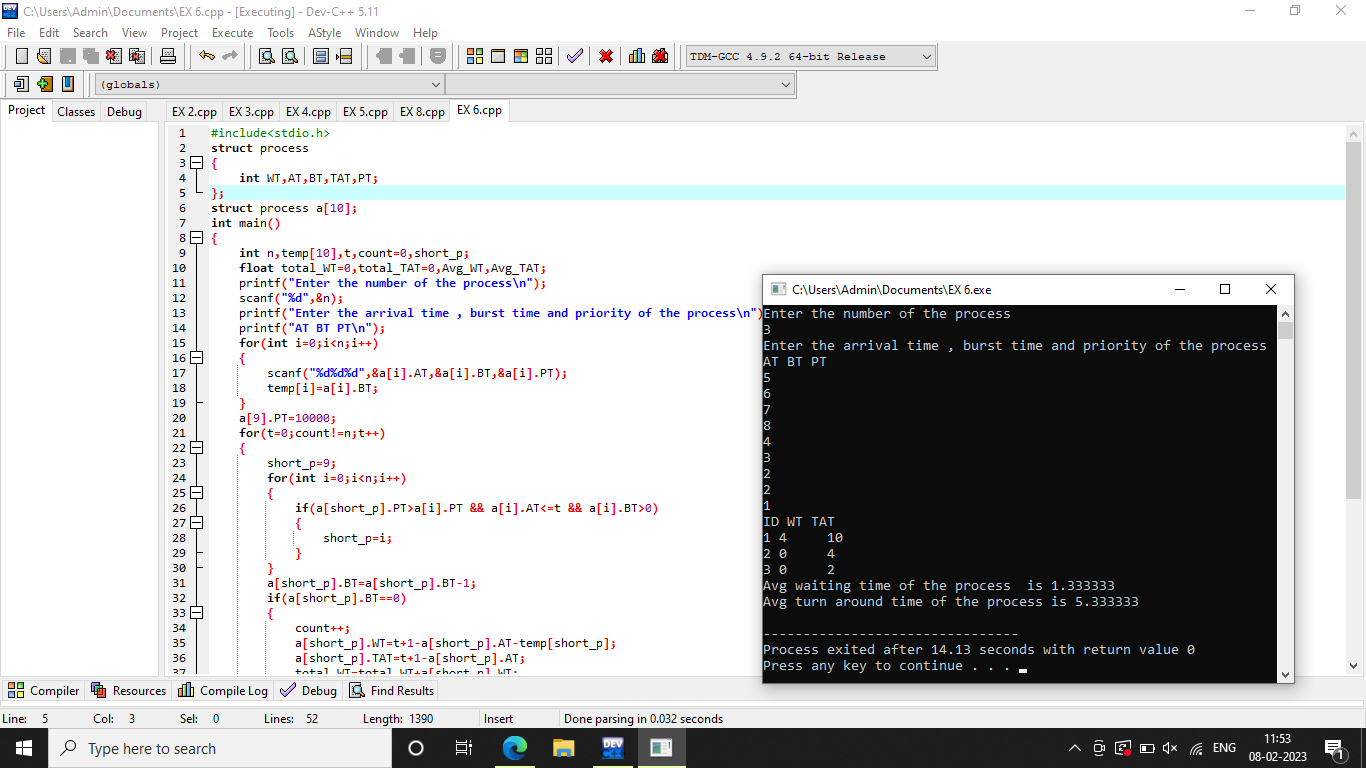 C:\Users\Admin\Documents\EX 6.cpp - [Executing] - Dev-C++ 5.11
File Edit Search View Project Execute Tools AStyle Window Help
TDM-GCC 4.9.2 64-bit Release
(globals)
Project Classes Debug
EX 2.cpp EX 3.cpp EX 4.cpp EX 5.cpp EX 8.cpp EX 6.cpp
1 #include<stdio.h>
2 struct process
3 {
4 int WT,AT,BT,TAT,PT;
5 };
6 struct process a[10];
7 int main()
8 {
9 int n,temp[10],t,count=0,short_p;
10 float total_WT=0,total_TAT=0,Avg_WT,Avg_TAT;
11 printf("Enter the number of the process\n");
12 scanf("%d",&n);
13 printf("Enter the arrival time , burst time and priority of the process\n")
14 printf("AT BT PT\n");
15 for(int i=0;i<n;i++)
16 {
17 scanf("%d%d%d",&a[i].AT,&a[i].BT,&a[i].PT);
18 temp[i]=a[i].BT;
19 }
20 a[9].PT=10000;
21 for(t=0;count!=n;t++)
22 {
23 short_p=9;
24 for(int i=0;i<n;i++)
25 {
26 if(a[short_p].PT>a[i].PT && a[i].AT<=t && a[i].BT>0)
27 {
28 short_p=i;
29 }
30 }
31 a[short_p].BT=a[short_p].BT-1;
32 if(a[short_p].BT==0)
33 {
34 count++;
35 a[short_p].WT=t+1-a[short_p].AT-temp[short_p];
36 a[short_p].TAT=t+1-a[short_p].AT;
37 total_WT=total_WT+a[short_p].WT;
C:\Users\Admin\Documents\EX 6.exe
Enter the number of the process
3
Enter the arrival time , burst time and priority of the process
AT BT PT
5
6
7
8
4
3
2
2
1
ID WT TAT
1 4 10
2 0 4
3 0 2
Avg waiting time of the process  is 1.333333
Avg turn around time of the process is 5.333333
--------------------------------
Process exited after 14.13 seconds with return value 0
Press any key to continue . . .
Compiler Resources Compile Log Debug Find Results
Line: 5 Col: 3 Sel: 0 Lines: 52 Length: 1390 Insert Done parsing in 0.032 seconds
Type here to search
ENG
11:53
08-02-2023
1